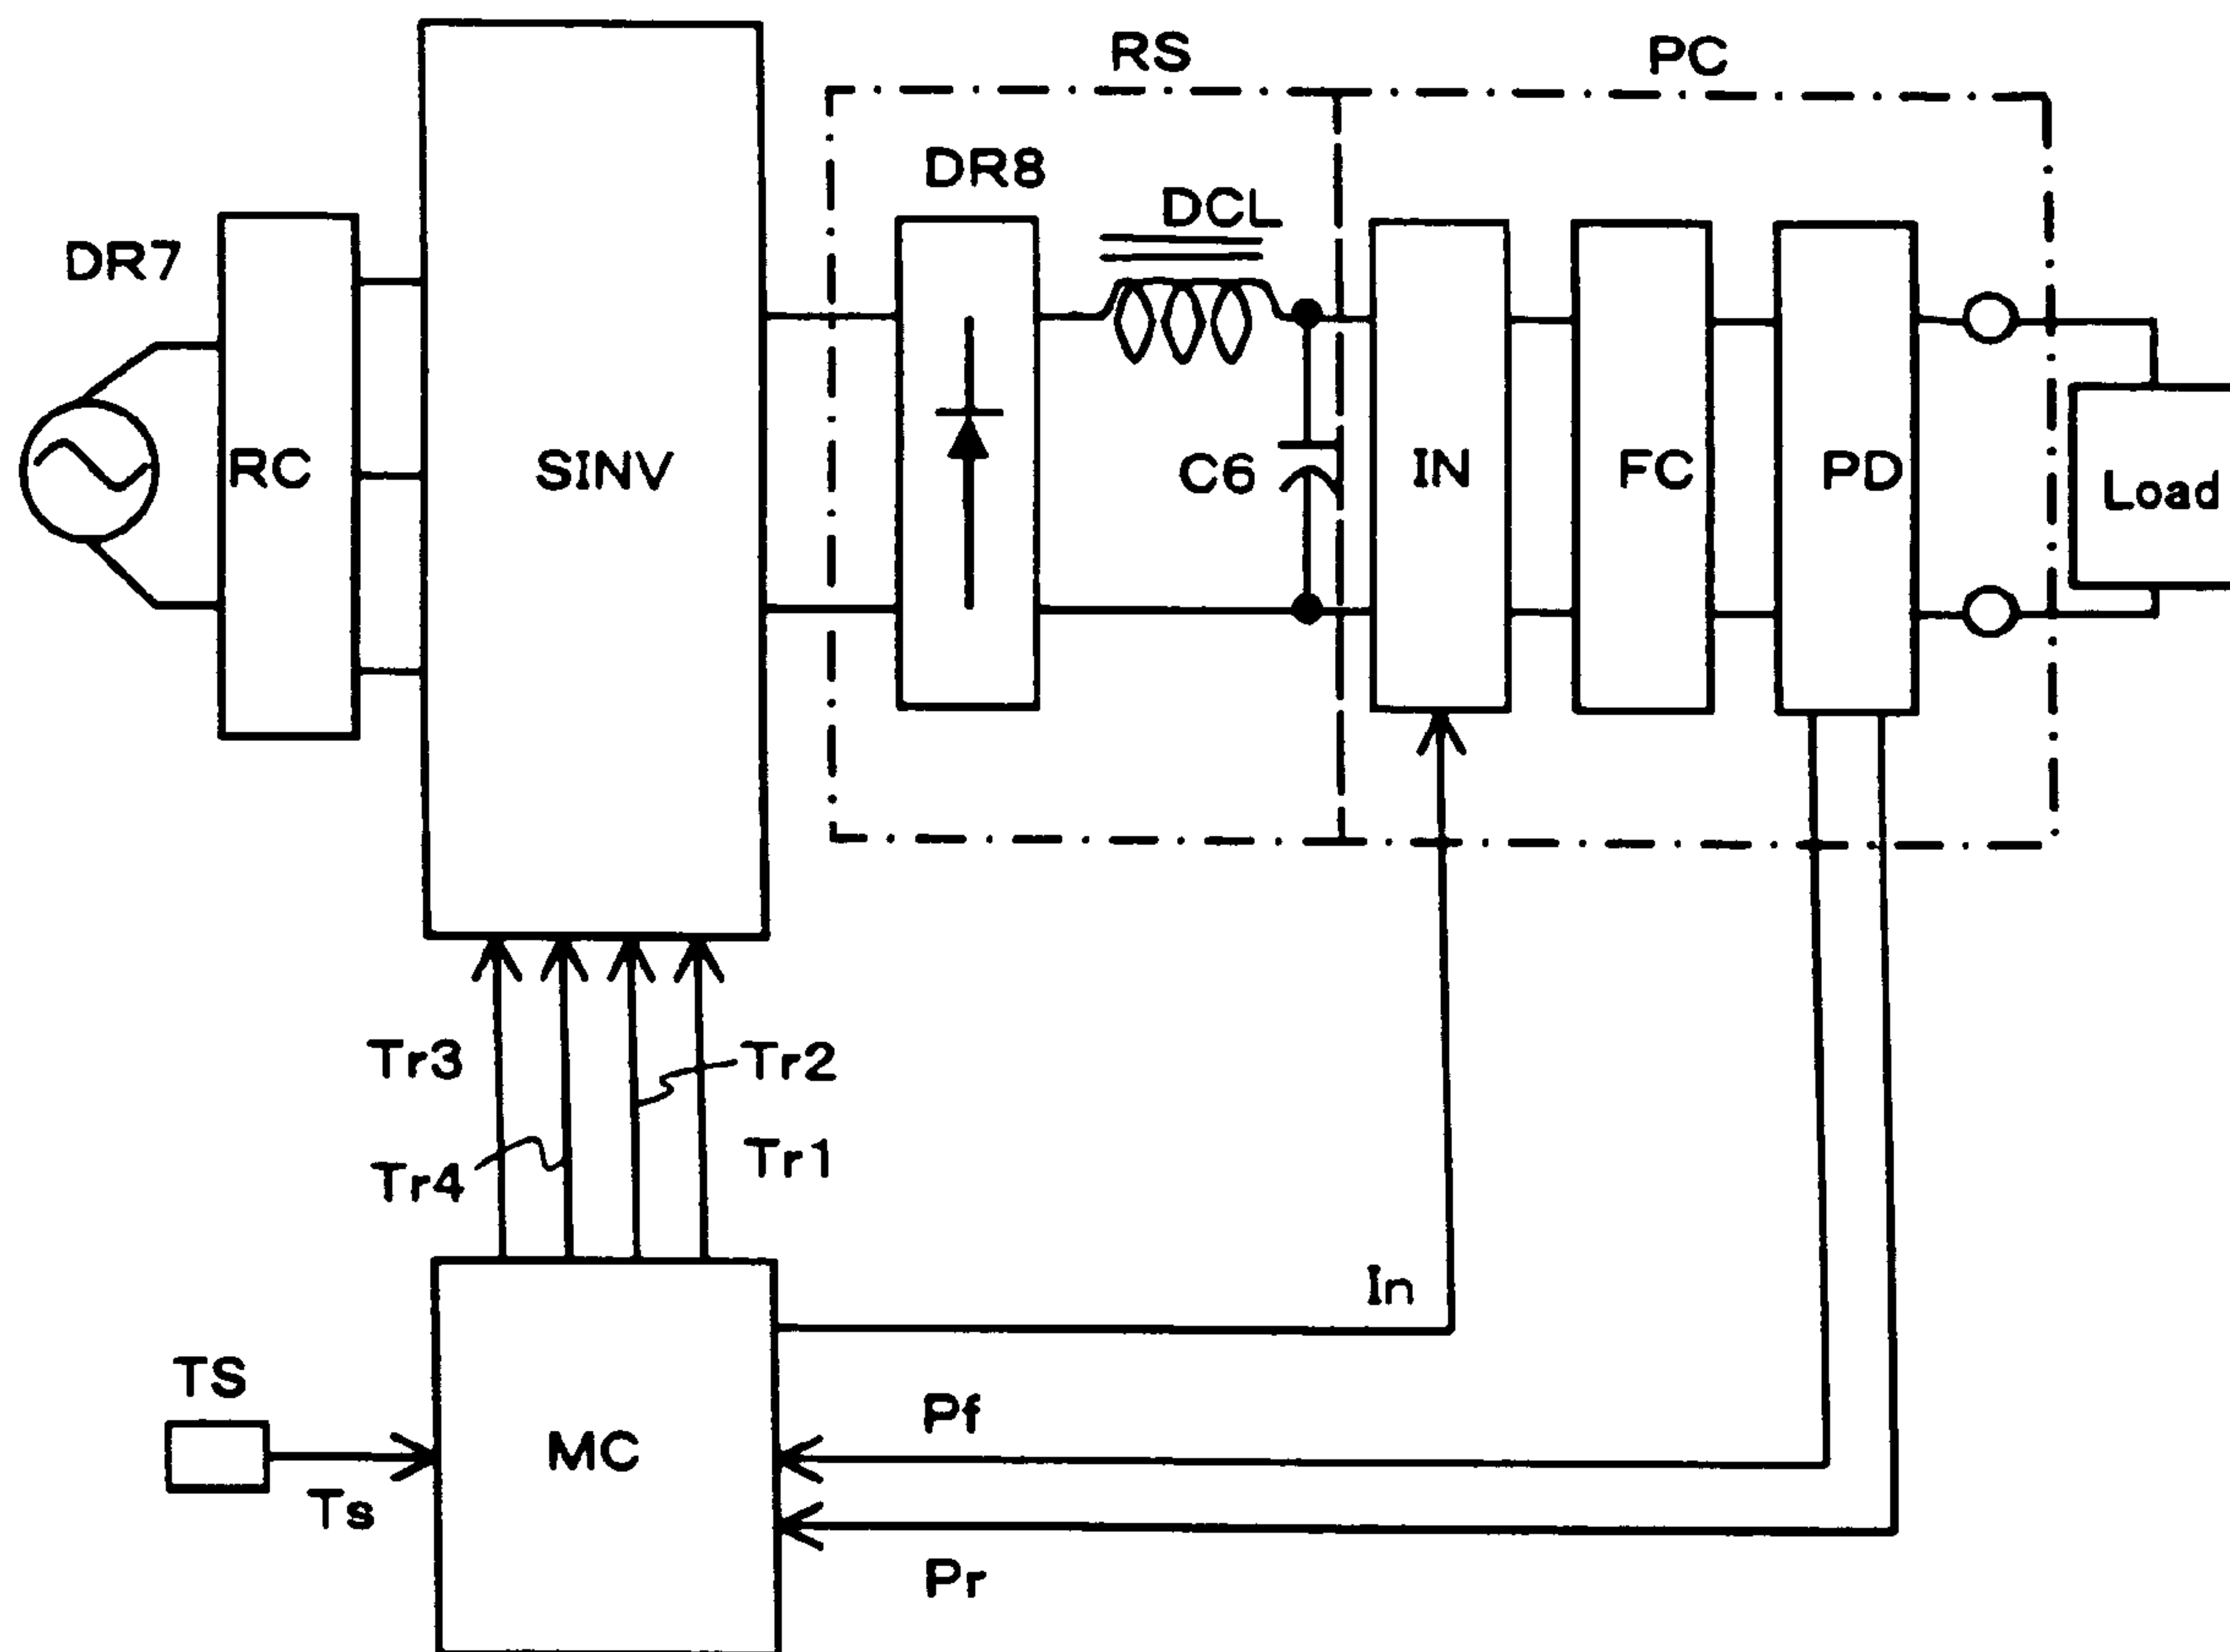 RS
PC
DR8
DCL
DR7
RC
SINV
C6
IN
FC
PD
Load
Tr3
Tr2
Tr4
Tr1
In
TS
Pf
MC
Ts
Pr